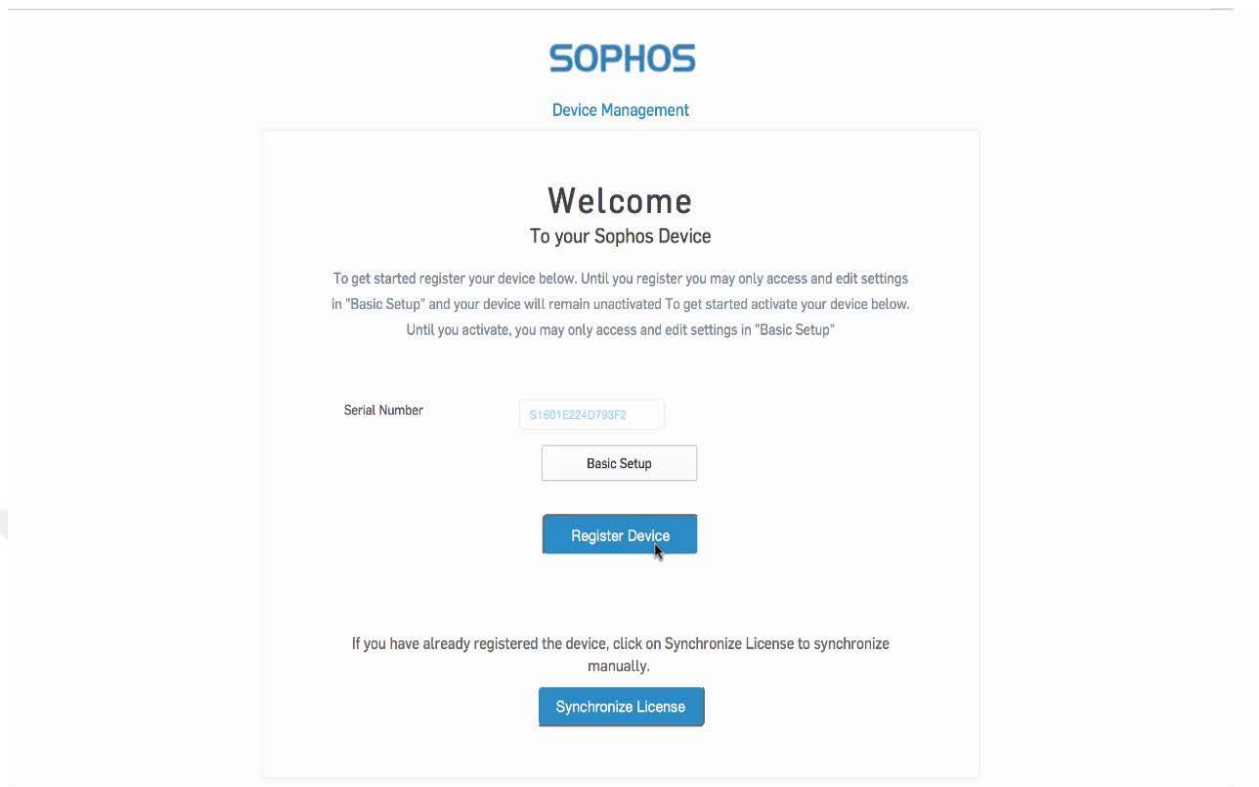 SOPHOS
Device Management
Welcome
To your Sophos Device
To get started register your device below. Until you register you may only access and edit settings
in "Basic Setup" and your device will remain unactivated To get started activate your device below.
Until you activate, you may only access and edit settings in "Basic Setup"
Serial Number
S1601E224D793F2
Basic Setup
Register Device
If you have already registered the device, click on Synchronize License to synchronize
manually.
Synchronize License